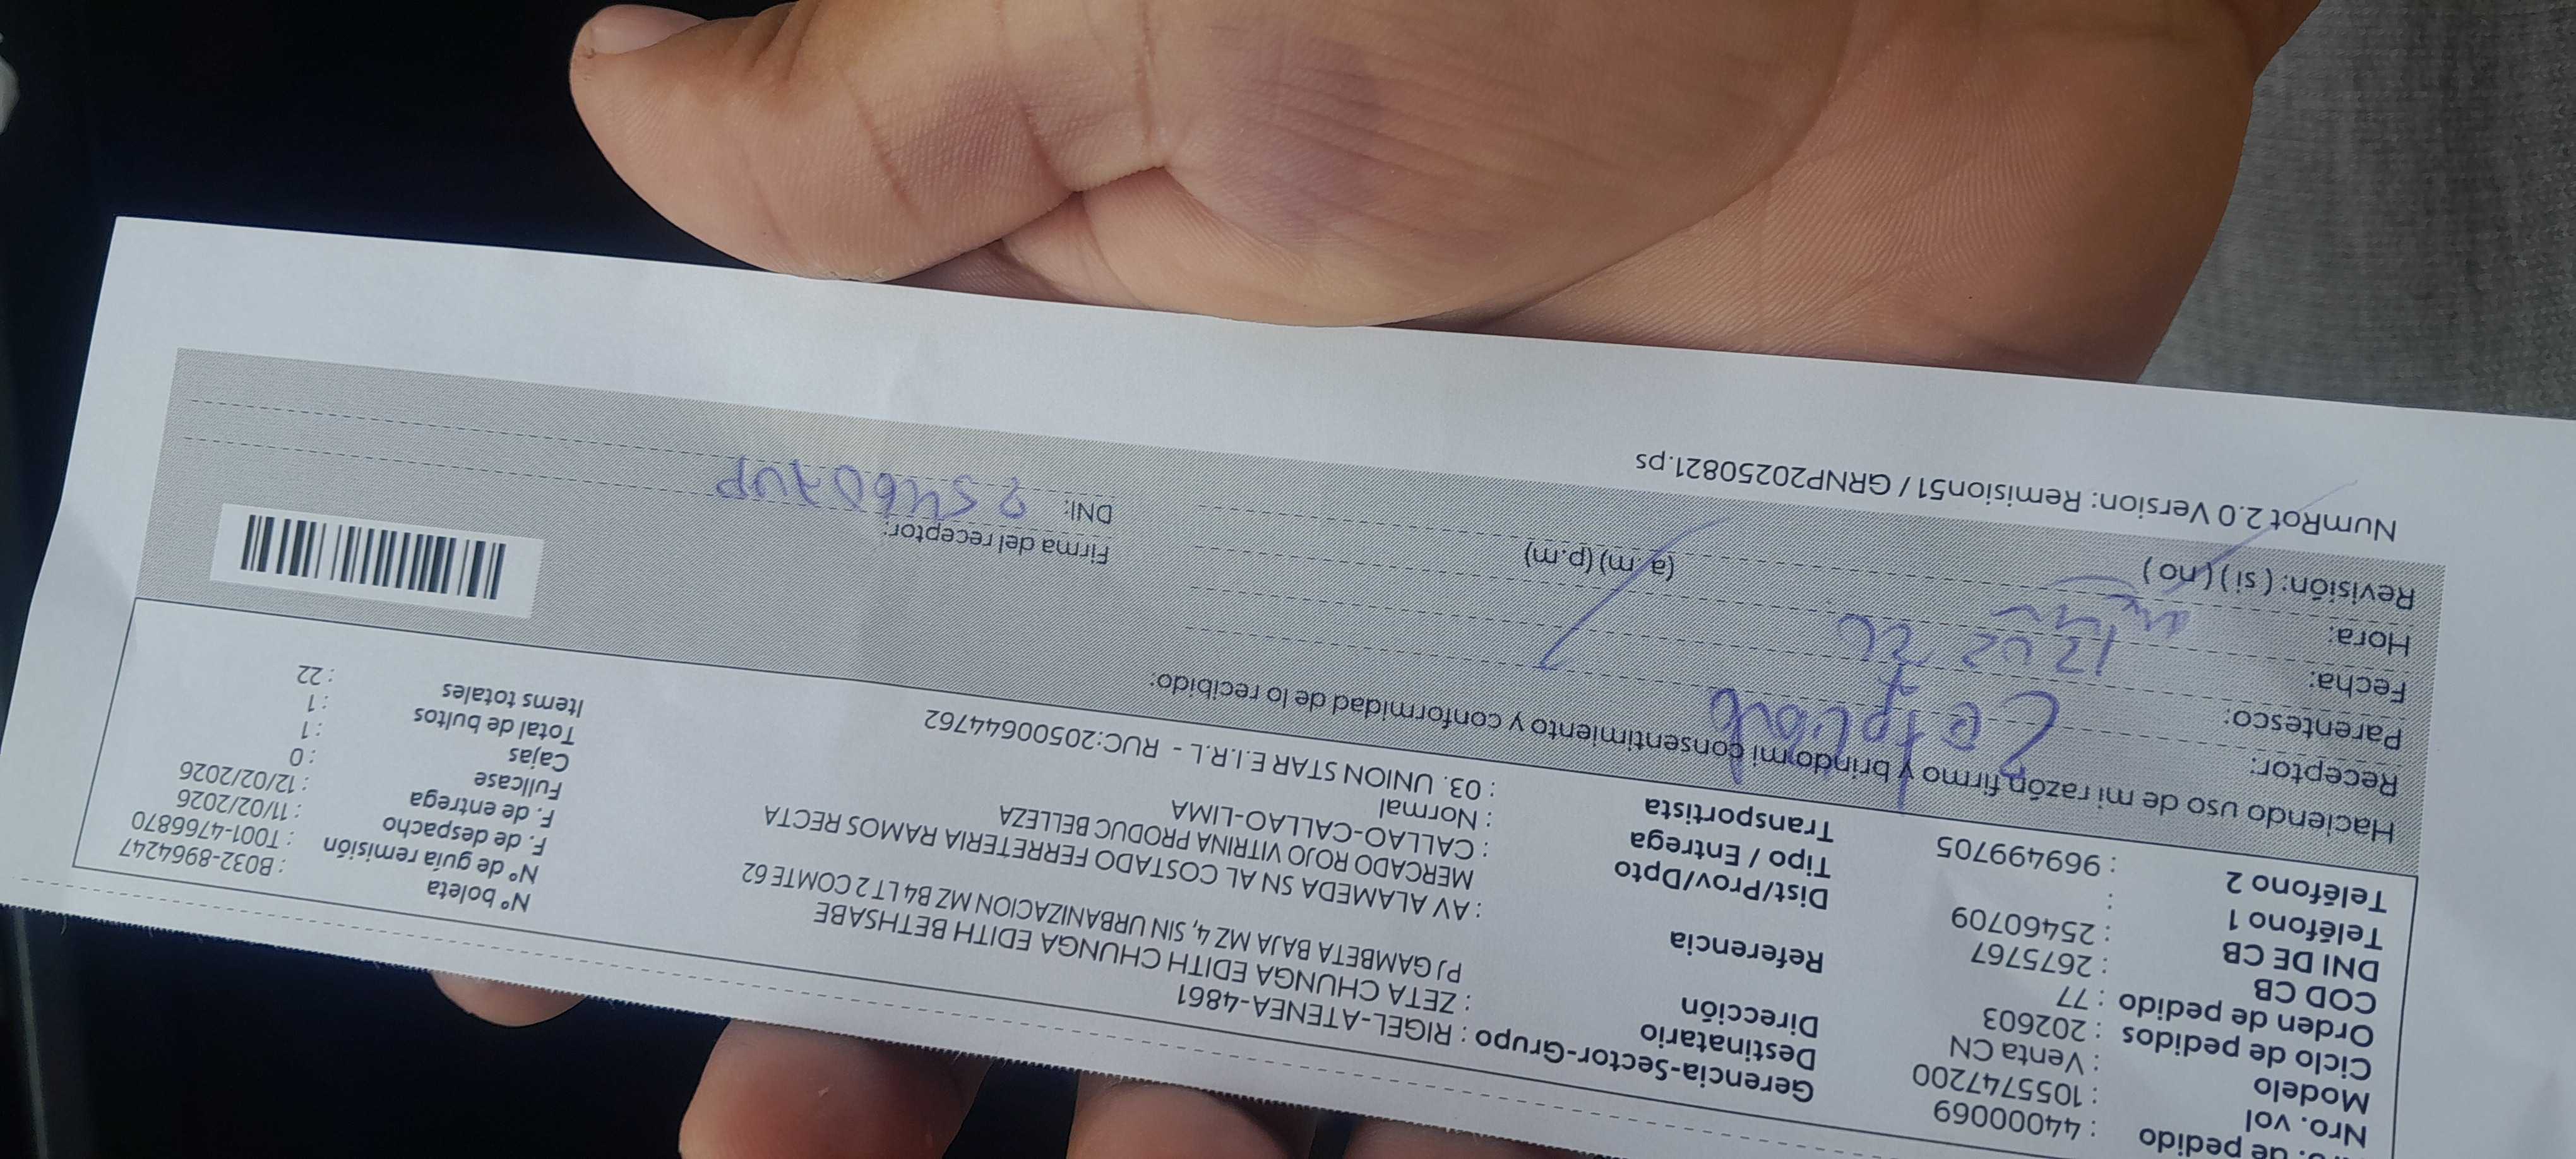 de pedido : 44000069
Nro. vol : 1055747200
Modelo : Venta CN
Ciclo de pedidos : 202603
Orden de pedido : 77
COD CB : 2675767
DNI DE CB : 25460709
Teléfono 1 :
Teléfono 2 : 969499705
Gerencia-Sector-Grupo : RIGEL-ATENEA-4861
Destinatario : ZETA CHUNGA EDITH CHUNGA EDITH BETHSABE
Dirección PJ GAMBETA BAJA MZ 4, SIN URBANIZACION MZ B4 LT 2 COMTE 62
Referencia : AV ALAMEDA SN AL COSTADO FERRETERIA RAMOS RECTA
MERCADO ROJO VITRINA PRODUC BELLEZA
Dist/Prov/Dpto : CALLAO-CALLAO-LIMA
Tipo / Entrega : Normal
Transportista : 03. UNION STAR E.I.R.L - RUC:20500644762
Nº boleta : B032-8964247
Nº de guía remisión : T001-4766870
F. de despacho : 11/02/2026
F. de entrega : 12/02/2026
Fullcase : 0
Cajas : 1
Total de bultos : 1
Items totales : 22
Haciendo uso de mi razón firmo y brindo mi consentimiento y conformidad de lo recibido:
Receptor:
Parentesco:
Fecha: 12 02 26
Hora: (a. m) (p.m)
Revisión: ( si ) ( no )
Firma del receptor:
DNI:
NumRot 2.0 Version: Remision51 / GRNP20250821.ps